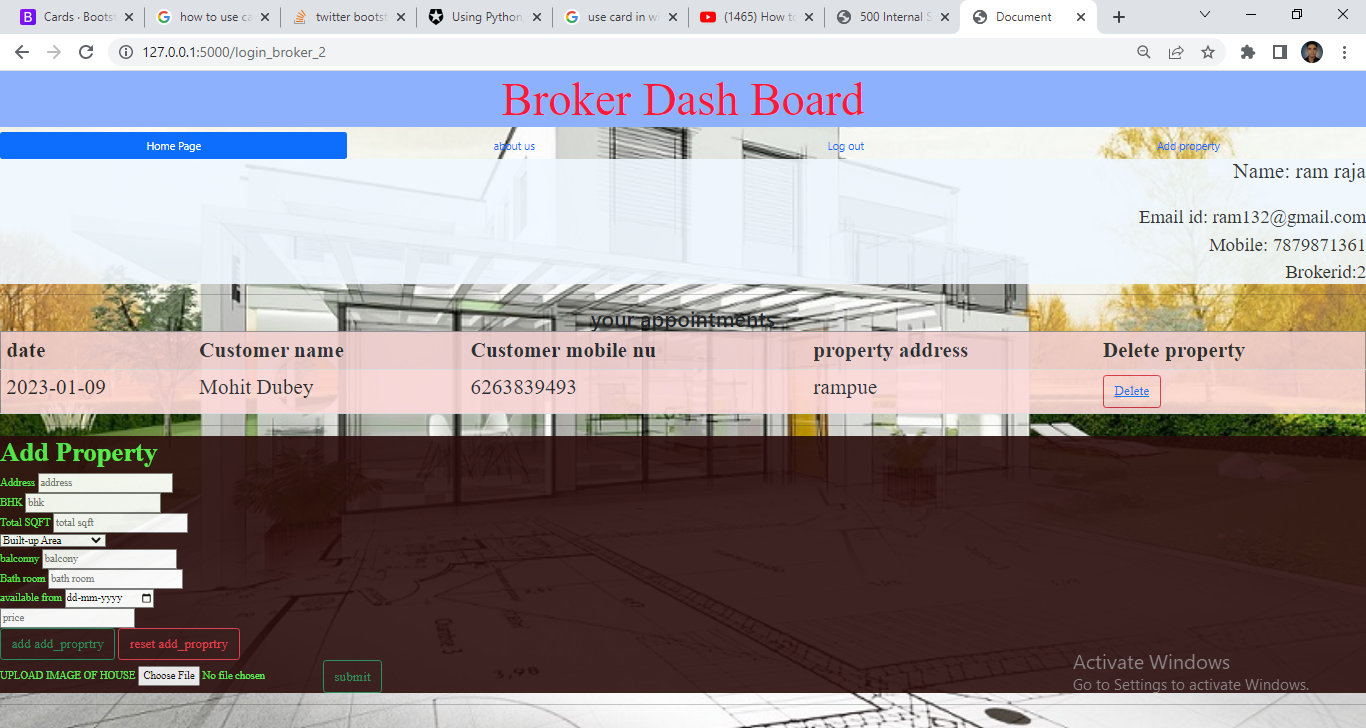 Cards · Bootst
how to use ca
twitter bootst
Using Python
use card in w
(1465) How to
500 Internal S
Document
127.0.0.1:5000/login_broker_2
Broker Dash Board
Home Page about us Log out Add property
Name: ram raja
Email id: ram132@gmail.com
Mobile: 7879871361
Brokerid:2
your appointments
date Customer name Customer mobile nu property address Delete property
2023-01-09 Mohit Dubey 6263839493 rampue Delete
Add Property
Address address
BHK bhk
Total SQFT total sqft
Built-up Area
balconny balcony
Bath room bath room
available from dd-mm-yyyy
price
add add_proprtry reset add_proprtry
UPLOAD IMAGE OF HOUSE Choose File No file chosen submit
Activate Windows
Go to Settings to activate Windows.